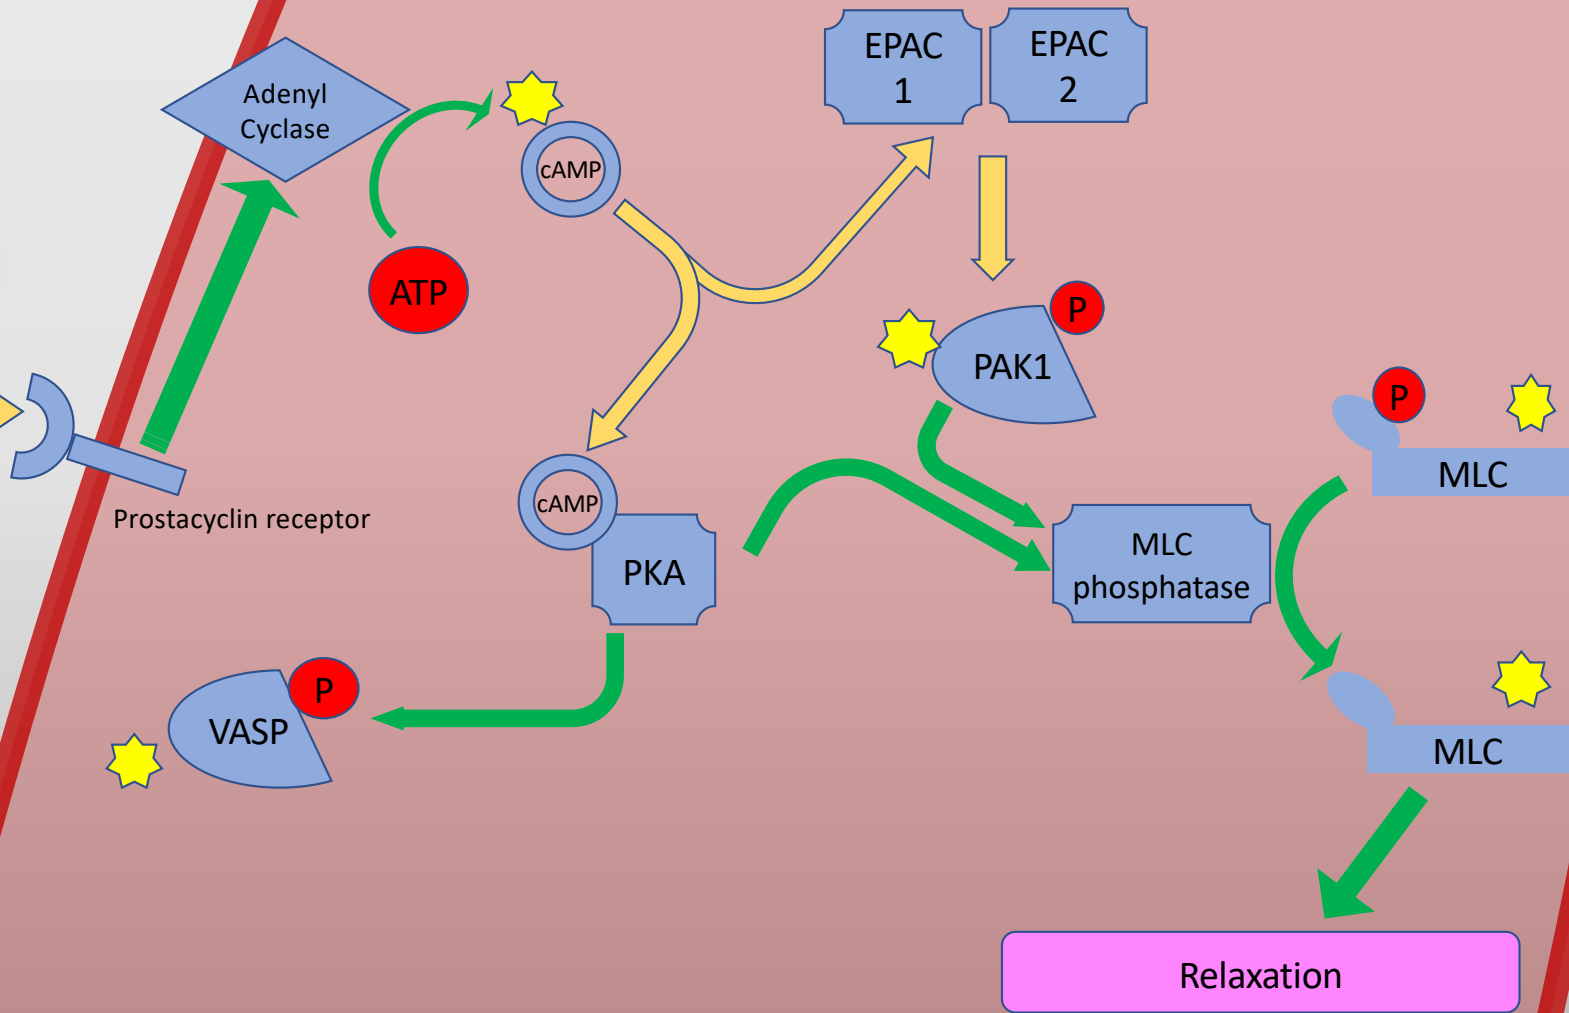 Adenyl
Cyclase
cAMP
ATP
EPAC
1
EPAC
2
P
PAK1
P
MLC
Prostacyclin receptor
cAMP
PKA
MLC
phosphatase
P
VASP
MLC
Relaxation